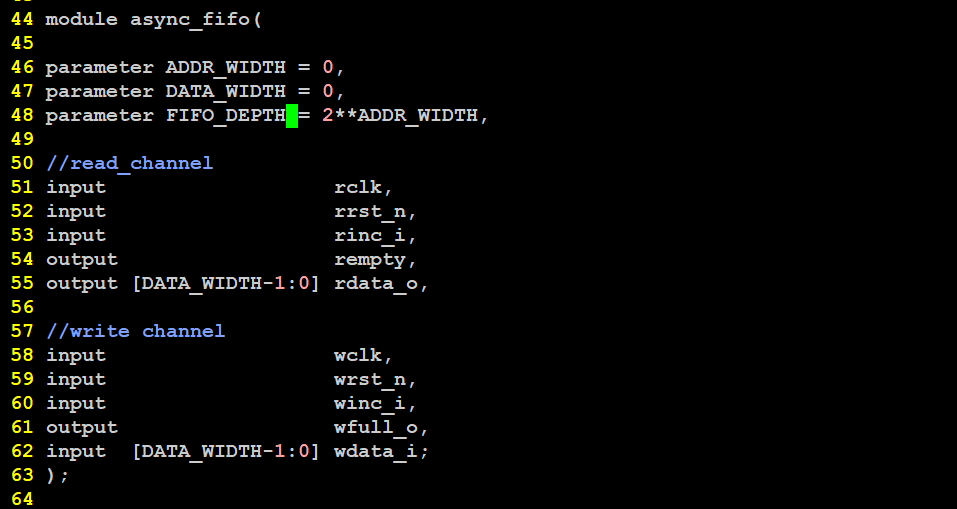 44 module async_fifo(
45
46 parameter ADDR_WIDTH = 0,
47 parameter DATA_WIDTH = 0,
48 parameter FIFO_DEPTH = 2**ADDR_WIDTH,
49
50 //read_channel
51 input                   rclk,
52 input                   rrst_n,
53 input                   rinc_i,
54 output                  rempty,
55 output [DATA_WIDTH-1:0] rdata_o,
56
57 //write channel
58 input                   wclk,
59 input                   wrst_n,
60 input                   winc_i,
61 output                  wfull_o,
62 input  [DATA_WIDTH-1:0] wdata_i;
63 );
64